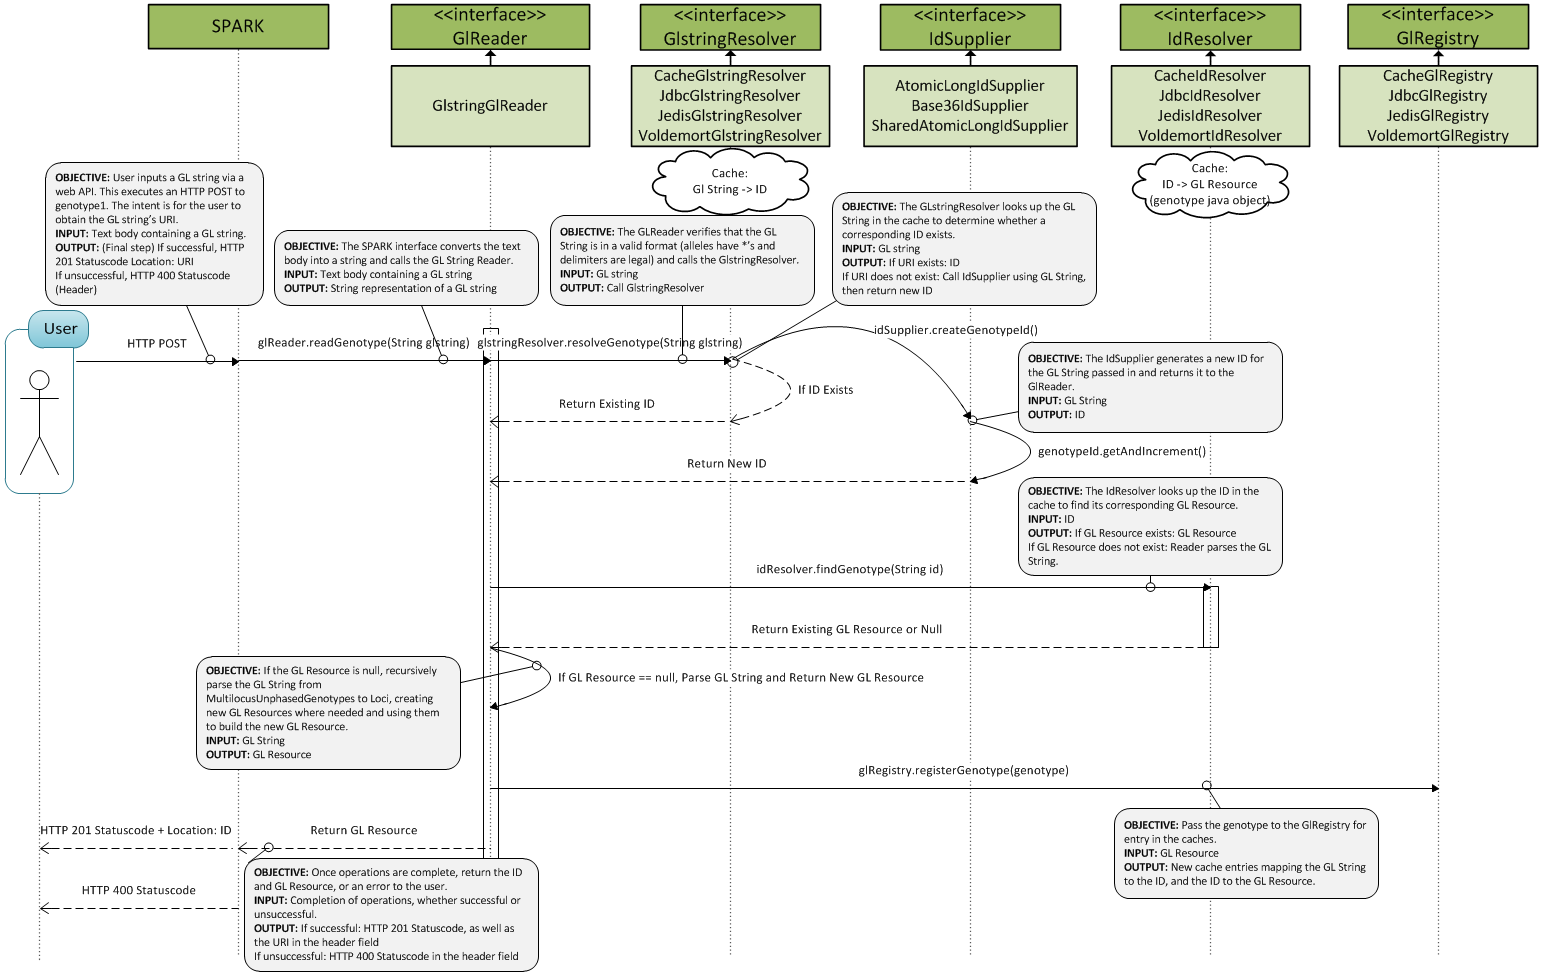 SPARK
<<interface>>
GlReader
<<interface>>
GlstringResolver
<<interface>>
IdSupplier
<<interface>>
IdResolver
<<interface>>
GlRegistry
GlstringGlReader
CacheGlstringResolver
JdbcGlstringResolver
JedisGlstringResolver
VoldemortGlstringResolver
AtomicLongIdSupplier
Base36IdSupplier
SharedAtomicLongIdSupplier
CacheIdResolver
JdbcIdResolver
JedisIdResolver
VoldemortIdResolver
CacheGlRegistry
JdbcGlRegistry
JedisGlRegistry
VoldemortGlRegistry
Cache:
Gl String -> ID
Cache:
ID -> GL Resource
(genotype java object)
OBJECTIVE: User inputs a GL string via a
web API. This executes an HTTP POST to
genotype1. The intent is for the user to
obtain the GL string's URI.
INPUT: Text body containing a GL string.
OUTPUT: (Final step) If successful, HTTP
201 Statuscode Location: URI
If unsuccessful, HTTP 400 Statuscode
(Header)
OBJECTIVE: The SPARK interface converts the text
body into a string and calls the GL String Reader.
INPUT: Text body containing a GL string
OUTPUT: String representation of a GL string
OBJECTIVE: The GLReader verifies that the GL
String is in a valid format (alleles have *'s and
delimiters are legal) and calls the GlstringResolver.
INPUT: GL string
OUTPUT: Call GlstringResolver
OBJECTIVE: The GLstringResolver looks up the GL
String in the cache to determine whether a
corresponding ID exists.
INPUT: GL string
OUTPUT: If URI exists: ID
If URI does not exist: Call IdSupplier using GL String,
then return new ID
User
HTTP POST
glReader.readGenotype(String glstring)
glstringResolver.resolveGenotype(String glstring)
idSupplier.createGenotypeId()
OBJECTIVE: The IdSupplier generates a new ID for
the GL String passed in and returns it to the
GlReader.
INPUT: GL String
OUTPUT: ID
If ID Exists
Return Existing ID
genotypeId.getAndIncrement()
Return New ID
OBJECTIVE: The IdResolver looks up the ID in the
cache to find its corresponding GL Resource.
INPUT: ID
OUTPUT: If GL Resource exists: GL Resource
If GL Resource does not exist: Reader parses the GL
String.
idResolver.findGenotype(String id)
Return Existing GL Resource or Null
OBJECTIVE: If the GL Resource is null, recursively
parse the GL String from
MultilocusUnphasedGenotypes to Loci, creating
new GL Resources where needed and using them
to build the new GL Resource.
INPUT: GL String
OUTPUT: GL Resource
If GL Resource == null, Parse GL String and Return New GL Resource
glRegistry.registerGenotype(genotype)
OBJECTIVE: Pass the genotype to the GlRegistry for
entry in the caches.
INPUT: GL Resource
OUTPUT: New cache entries mapping the GL String
to the ID, and the ID to the GL Resource.
HTTP 201 Statuscode + Location: ID
Return GL Resource
HTTP 400 Statuscode
OBJECTIVE: Once operations are complete, return the ID
and GL Resource, or an error to the user.
INPUT: Completion of operations, whether successful or
unsuccessful.
OUTPUT: If successful: HTTP 201 Statuscode, as well as
the URI in the header field
If unsuccessful: HTTP 400 Statuscode in the header field